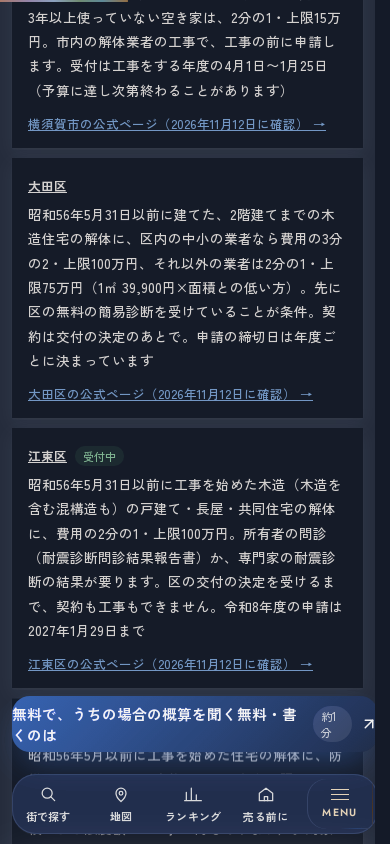 3年以上使っていない空き家は、2分の1・上限15万
円。市内の解体業者の工事で、工事の前に申請し
ます。受付は工事をする年度の4月1日〜1月25日
（予算に達し次第終わることがあります）
横須賀市の公式ページ（2026年11月12日に確認） →
大田区
昭和56年5月31日以前に建てた、2階建てまでの木
造住宅の解体に、区内の中小の業者なら費用の3分
の2・上限100万円、それ以外の業者は2分の1・上
限75万円（1㎡ 39,900円×面積との低い方）。先に
区の無料の簡易診断を受けていることが条件。契
約は交付の決定のあとで。申請の締切日は年度ご
とに決まっています
大田区の公式ページ（2026年11月12日に確認） →
江東区 受付中
昭和56年5月31日以前に工事を始めた木造（木造を
含む混構造も）の戸建て・長屋・共同住宅の解体
に、費用の2分の1・上限100万円。所有者の問診
（耐震診断問診結果報告書）か、専門家の耐震診
断の結果が要ります。区の交付の決定を受けるま
で、契約も工事もできません。令和8年度の申請は
2027年1月29日まで
江東区の公式ページ（2026年11月12日に確認） →
無料で、うちの場合の概算を聞く無料・書
くのは
約1
分
昭和56年5月31日以前に工事を始めた住宅の解体に、防
街で探す
地図
ランキング
売る前に
MENU